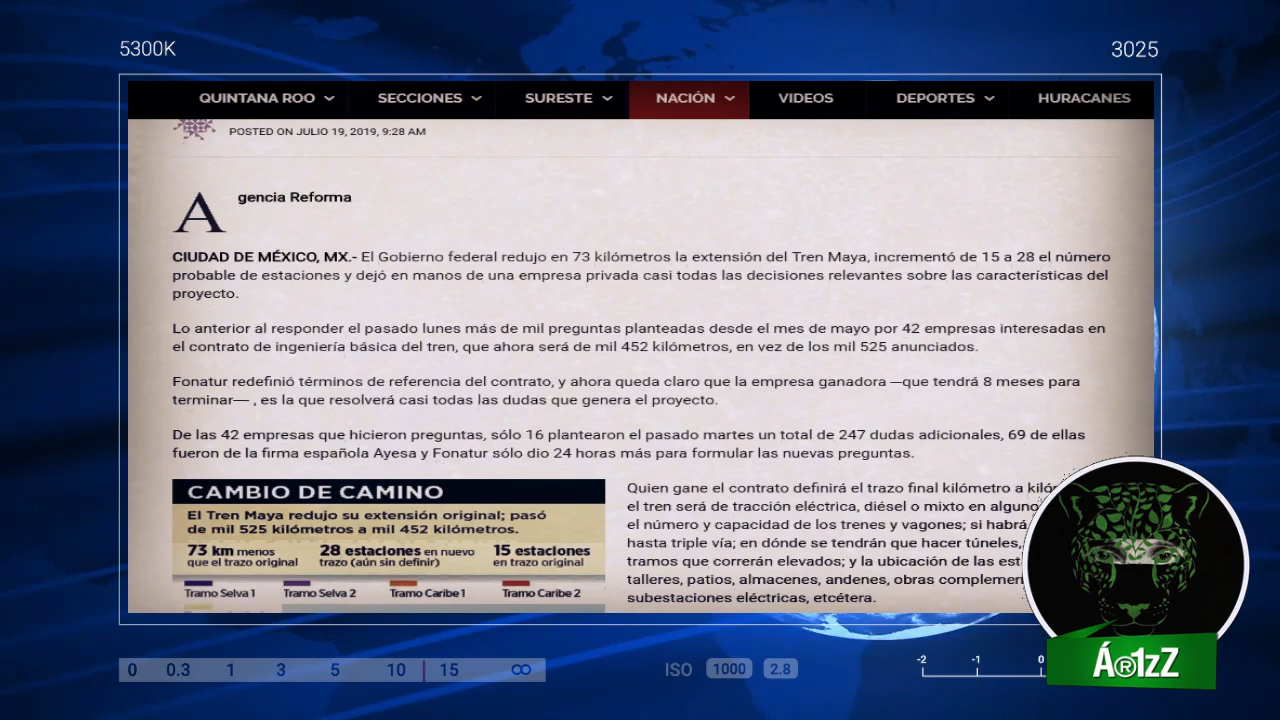 5300K
3025
QUINTANA ROO
SECCIONES
SURESTE
NACIÓN
VIDEOS
DEPORTES
HURACANES
POSTED ON JULIO 19, 2019, 9:28 AM
Agencia Reforma
CIUDAD DE MÉXICO, MX.- El Gobierno federal redujo en 73 kilómetros la extensión del Tren Maya, incrementó de 15 a 28 el número
probable de estaciones y dejó en manos de una empresa privada casi todas las decisiones relevantes sobre las características del
proyecto.
Lo anterior al responder el pasado lunes más de mil preguntas planteadas desde el mes de mayo por 42 empresas interesadas en
el contrato de ingeniería básica del tren, que ahora será de mil 452 kilómetros, en vez de los mil 525 anunciados.
Fonatur redefinió términos de referencia del contrato, y ahora queda claro que la empresa ganadora —que tendrá 8 meses para
terminar— , es la que resolverá casi todas las dudas que genera el proyecto.
De las 42 empresas que hicieron preguntas, sólo 16 plantearon el pasado martes un total de 247 dudas adicionales, 69 de ellas
fueron de la firma española Ayesa y Fonatur sólo dio 24 horas más para formular las nuevas preguntas.
CAMBIO DE CAMINO
El Tren Maya redujo su extensión original; pasó
de mil 525 kilómetros a mil 452 kilómetros.
73 km menos
que el trazo original
28 estaciones en nuevo
trazo (aún sin definir)
15 estaciones
en trazo original
Tramo Selva 1
Tramo Selva 2
Tramo Caribe 1
Tramo Caribe 2
Quien gane el contrato definirá el trazo final kilómetro a
el tren será de tracción eléctrica, diésel o mixto en
el número y capacidad de los trenes y vagones; si habrá
hasta triple vía; en dónde se tendrán que hacer túneles,
tramos que correrán elevados; y la ubicación de las
talleres, patios, almacenes, andenes, obras
subestaciones eléctricas, etcétera.
0 0.3 1 3 5 10 15 ∞
ISO 1000 2.8
-2 -1 0
Á®1zZ